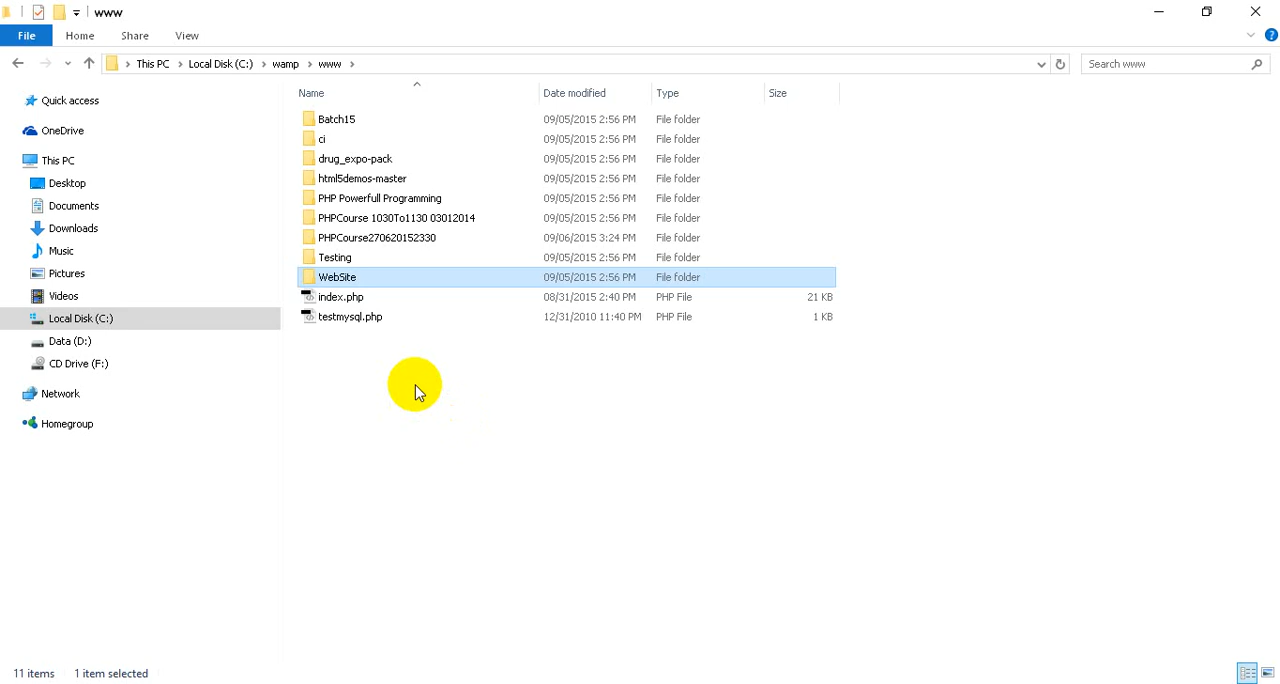 www
File Home Share View
This PC Local Disk (C:) wamp www Search www
Quick access
OneDrive
This PC
Desktop
Documents
Downloads
Music
Pictures
Videos
Local Disk (C:)
Data (D:)
CD Drive (F:)
Network
Homegroup
Name Date modified Type Size
Batch15 09/05/2015 2:56 PM File folder
ci 09/05/2015 2:56 PM File folder
drug_expo-pack 09/05/2015 2:56 PM File folder
html5demos-master 09/05/2015 2:56 PM File folder
PHP Powerfull Programming 09/05/2015 2:56 PM File folder
PHPCourse 1030To1130 03012014 09/05/2015 2:56 PM File folder
PHPCourse270620152330 09/06/2015 3:24 PM File folder
Testing 09/05/2015 2:56 PM File folder
WebSite 09/05/2015 2:56 PM File folder
index.php 08/31/2015 2:40 PM PHP File 21 KB
testmysql.php 12/31/2010 11:40 PM PHP File 1 KB
11 items 1 item selected